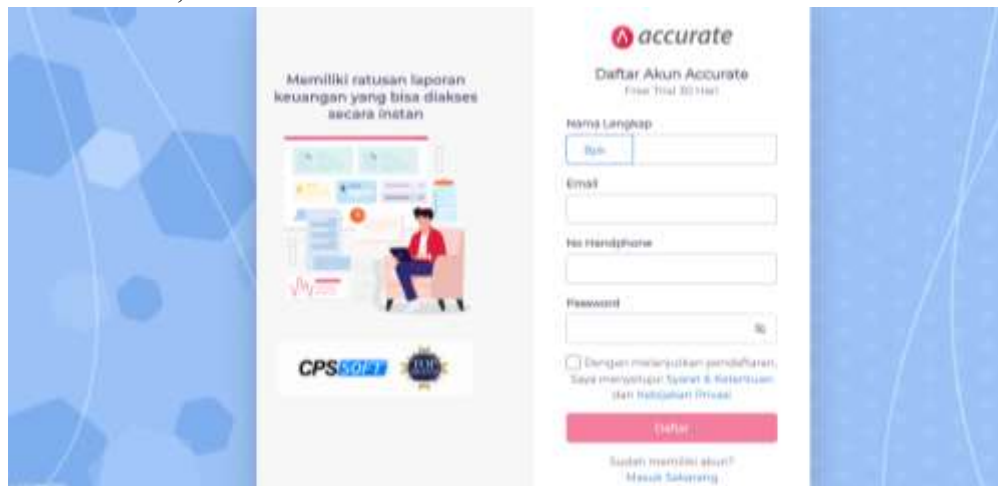 Memiliki ratusan laporan
keuangan yang bisa diakses
secara instan
CPSSOFT
TOP
accurate
Daftar Akun Accurate
Free Trial 30 Hari
Nama Lengkap
Email
No Handphone
Password
Dengan melanjutkan pendaftaran,
Saya menyetujui Syarat & Ketentuan
dan Kebijakan Privasi
Daftar
Sudah memiliki akun?
Masuk Sekarang